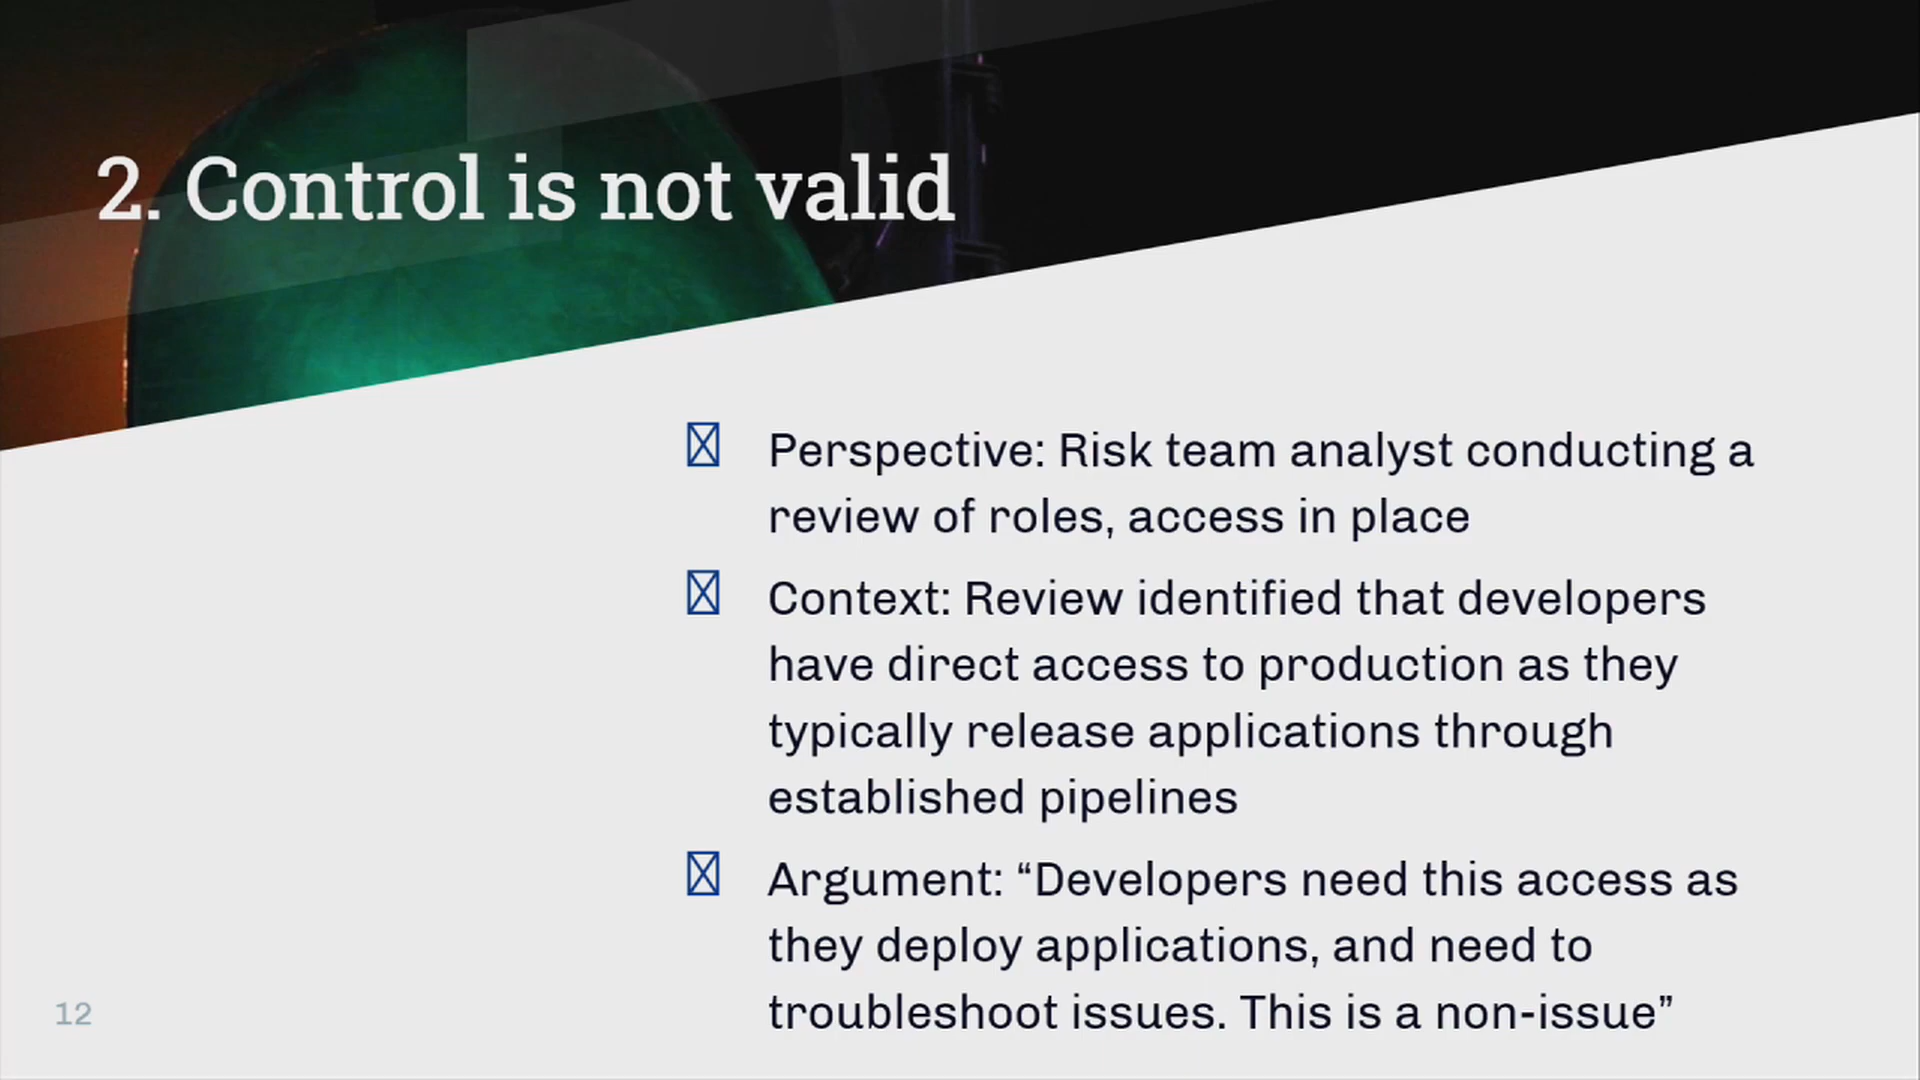 2. Control is not valid
Perspective: Risk team analyst conducting a
review of roles, access in place
Context: Review identified that developers
have direct access to production as they
typically release applications through
established pipelines
Argument: “Developers need this access as
they deploy applications, and need to
troubleshoot issues. This is a non-issue”
12